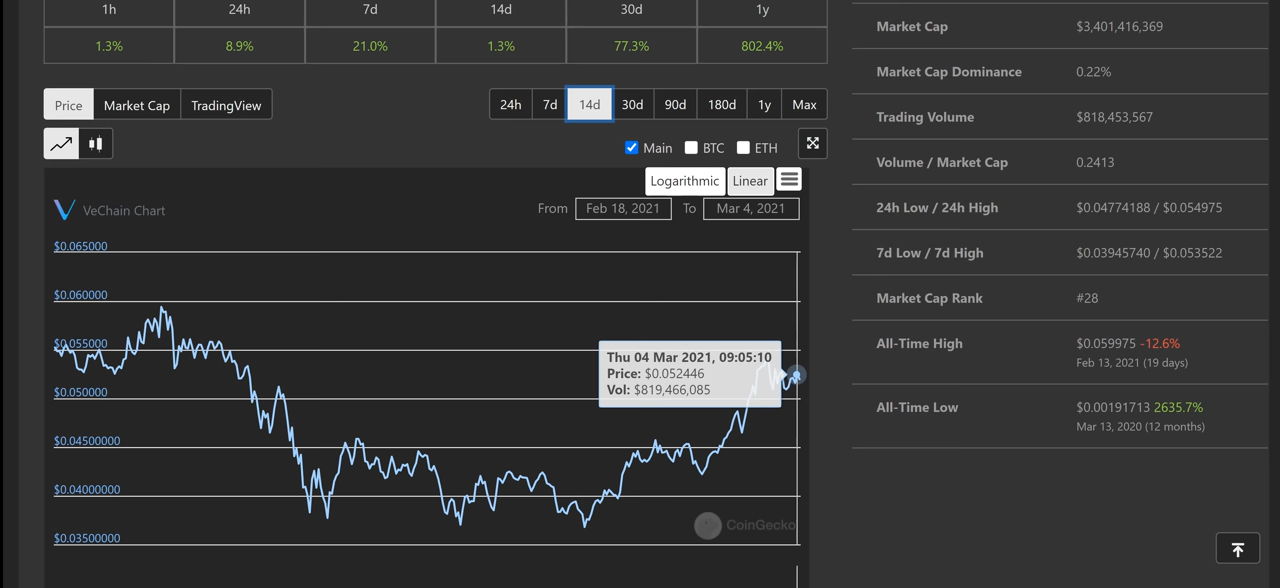 1h 24h 7d 14d 30d 1y
1.3% 8.9% 21.0% 1.3% 77.3% 802.4%
Price Market Cap TradingView
24h 7d 14d 30d 90d 180d 1y Max
Main BTC ETH
Logarithmic Linear
VeChain Chart
From Feb 18, 2021 To Mar 4, 2021
$0.065000
$0.060000
$0.055000
$0.050000
$0.04500000
$0.04000000
$0.03500000
Thu 04 Mar 2021, 09:05:10
Price: $0.052446
Vol: $819,466,085
CoinGecko
Market Cap $3,401,416,369
Market Cap Dominance 0.22%
Trading Volume $818,453,567
Volume / Market Cap 0.2413
24h Low / 24h High $0.04774188 / $0.054975
7d Low / 7d High $0.03945740 / $0.053522
Market Cap Rank #28
All-Time High $0.059975 -12.6%
Feb 13, 2021 (19 days)
All-Time Low $0.00191713 2635.7%
Mar 13, 2020 (12 months)